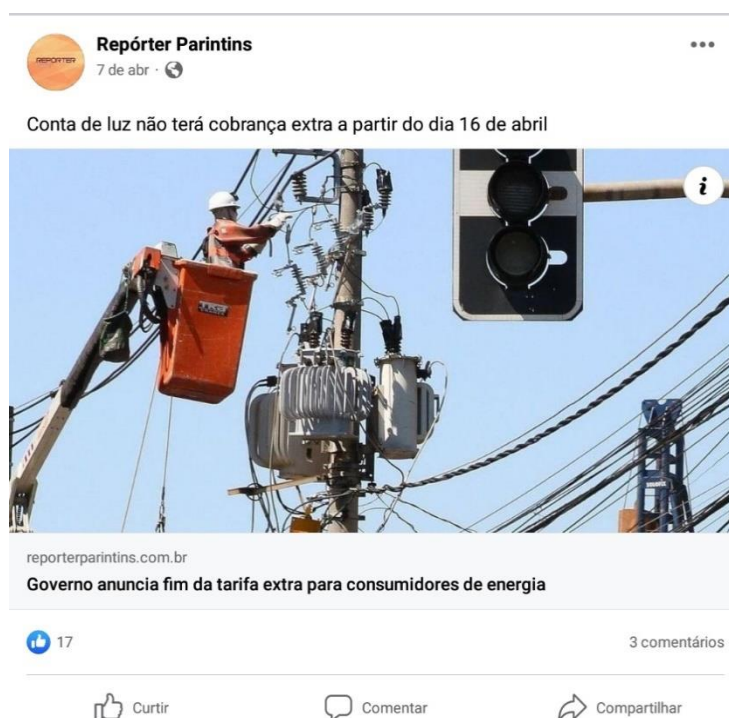 REPÓRTER
Repórter Parintins
7 de abr
Conta de luz não terá cobrança extra a partir do dia 16 de abril
i
reporterparintins.com.br
Governo anuncia fim da tarifa extra para consumidores de energia
17
3 comentários
Curtir
Comentar
Compartilhar